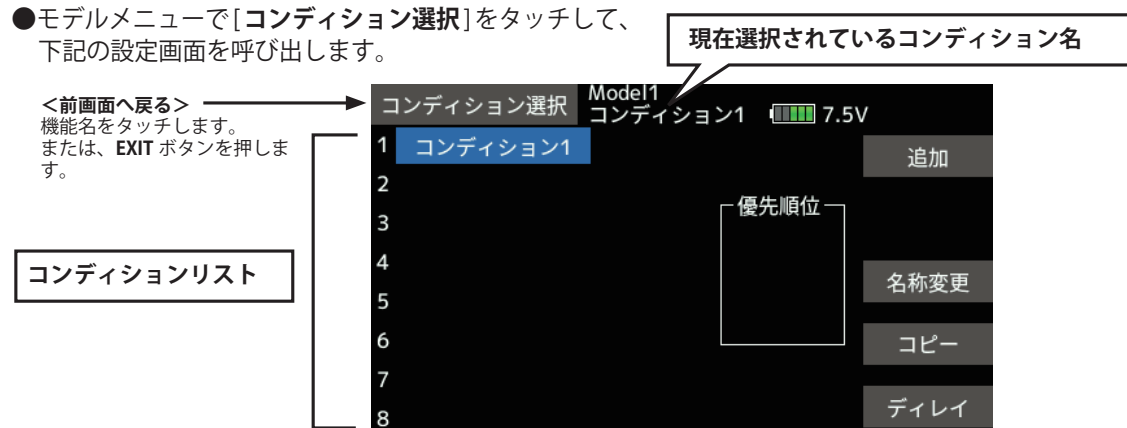 ●モデルメニューで[コンディション選択]をタッチして、
下記の設定画面を呼び出します。
現在選択されているコンディション名
<前画面へ戻る>
機能名をタッチします。
または、EXIT ボタンを押しま
す。
コンディション選択
Model1
コンディション1
7.5V
1 コンディション1
追加
2
優先順位
3
コンディションリスト
4
名称変更
5
6
コピー
7
ディレイ
8